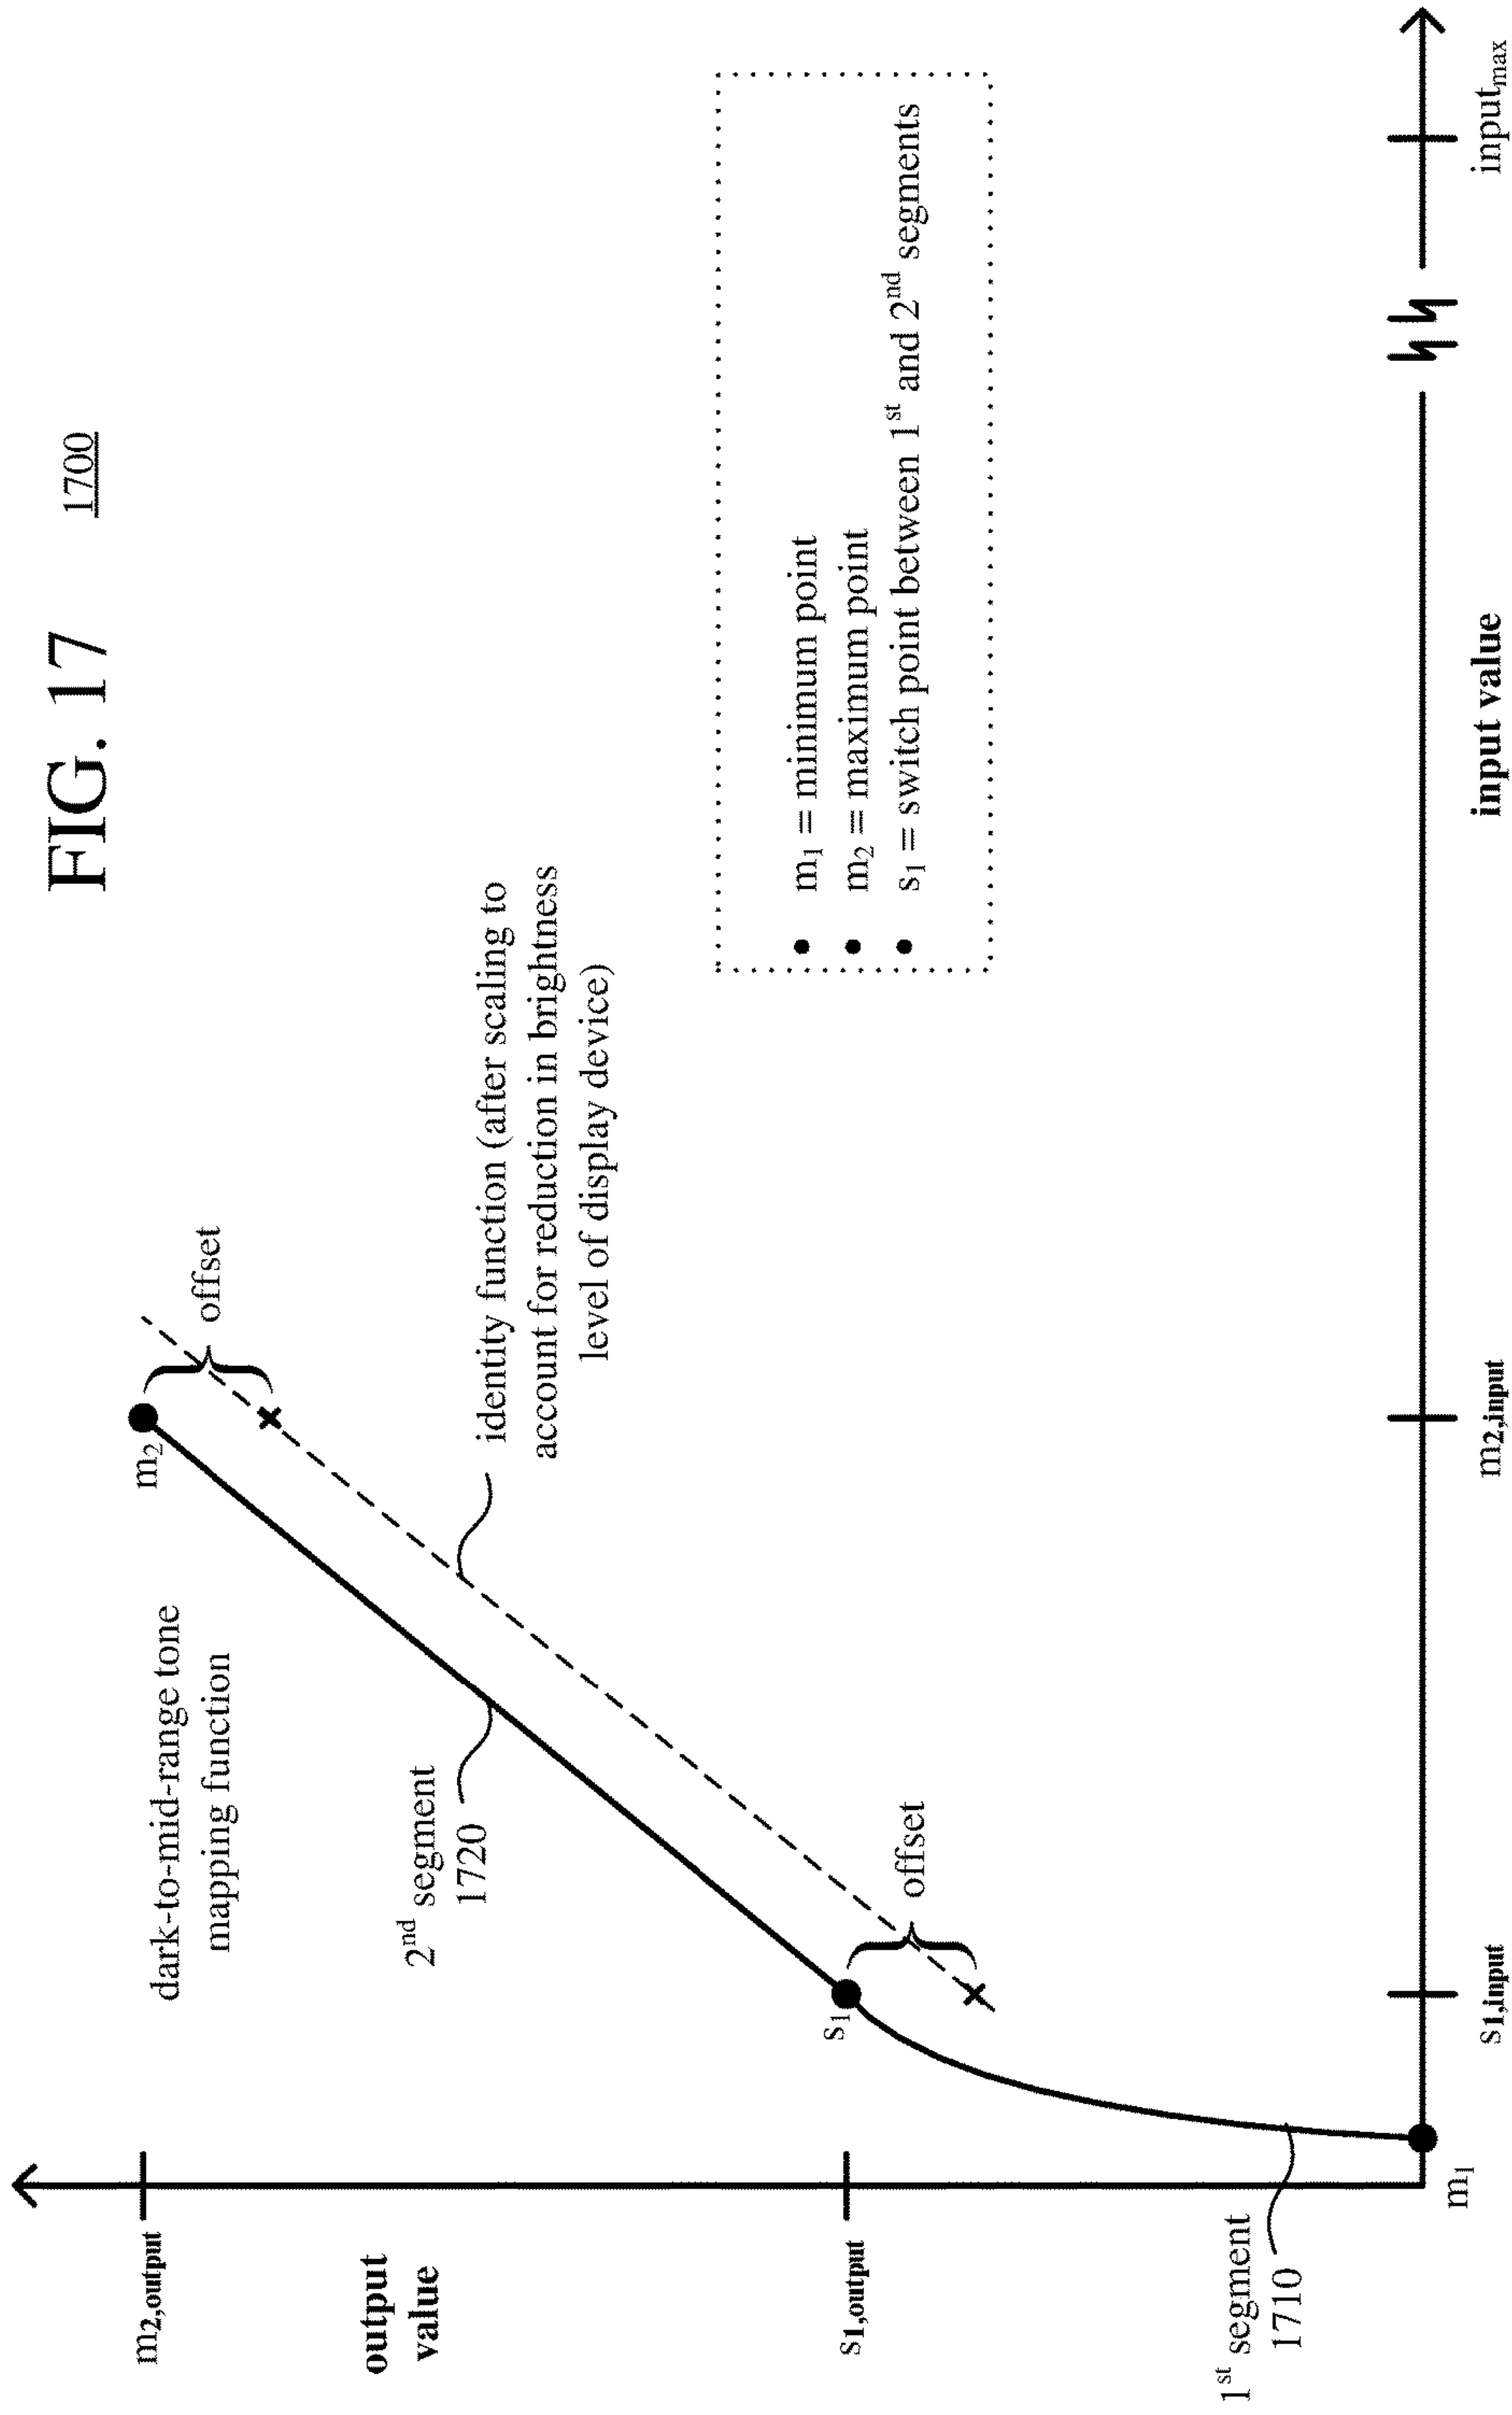 FIG. 17
1700
m2,output
output
value
s1,output
1st segment
1710
m1
dark-to-mid-range tone
mapping function
2nd segment
1720
s1
m2
offset
offset
identity function (after scaling to
account for reduction in brightness
level of display device)
• m1 = minimum point
• m2 = maximum point
• s1 = switch point between 1st and 2nd segments
s1,input
m2,input
input value
inputmax